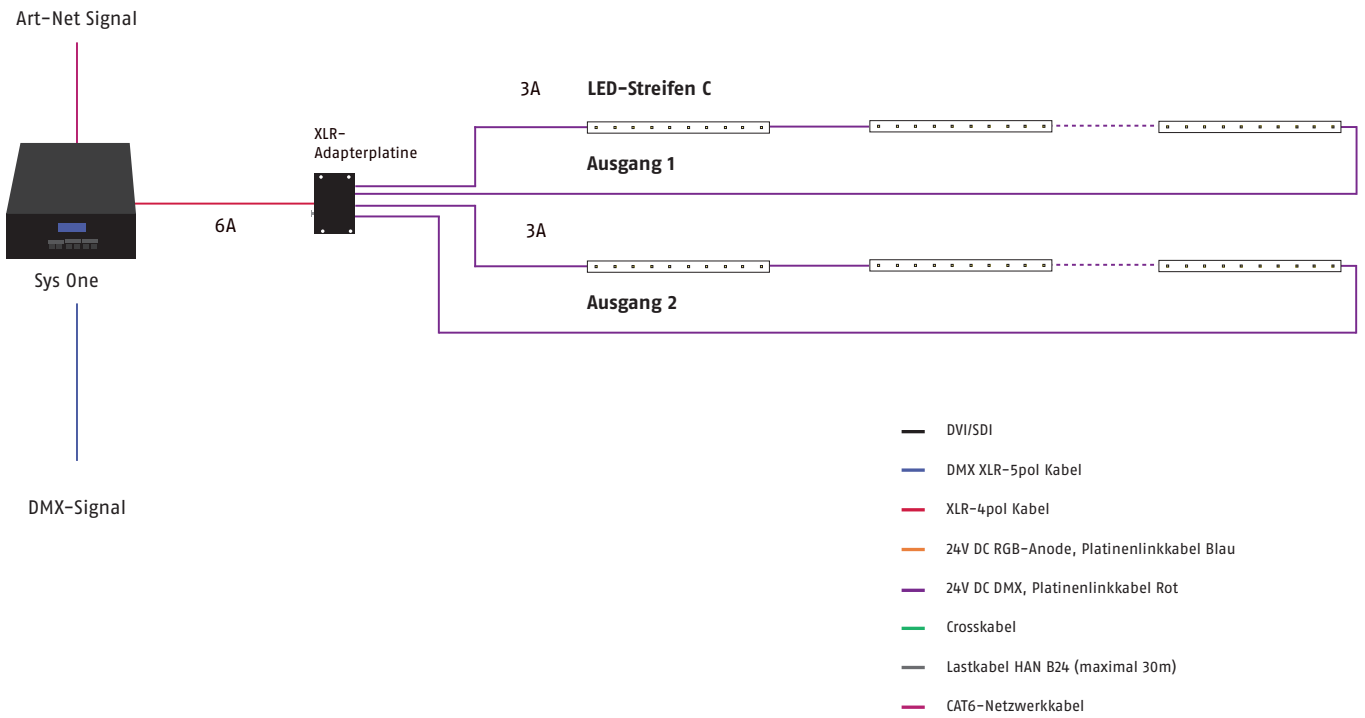 Art-Net Signal
3A
LED-Streifen C
XLR-
Adapterplatine
Ausgang 1
6A
3A
Sys One
Ausgang 2
DMX-Signal
DVI/SDI
DMX XLR-5pol Kabel
XLR-4pol Kabel
24V DC RGB-Anode, Platinenlinkkabel Blau
24V DC DMX, Platinenlinkkabel Rot
Crosskabel
Lastkabel HAN B24 (maximal 30m)
CAT6-Netzwerkkabel